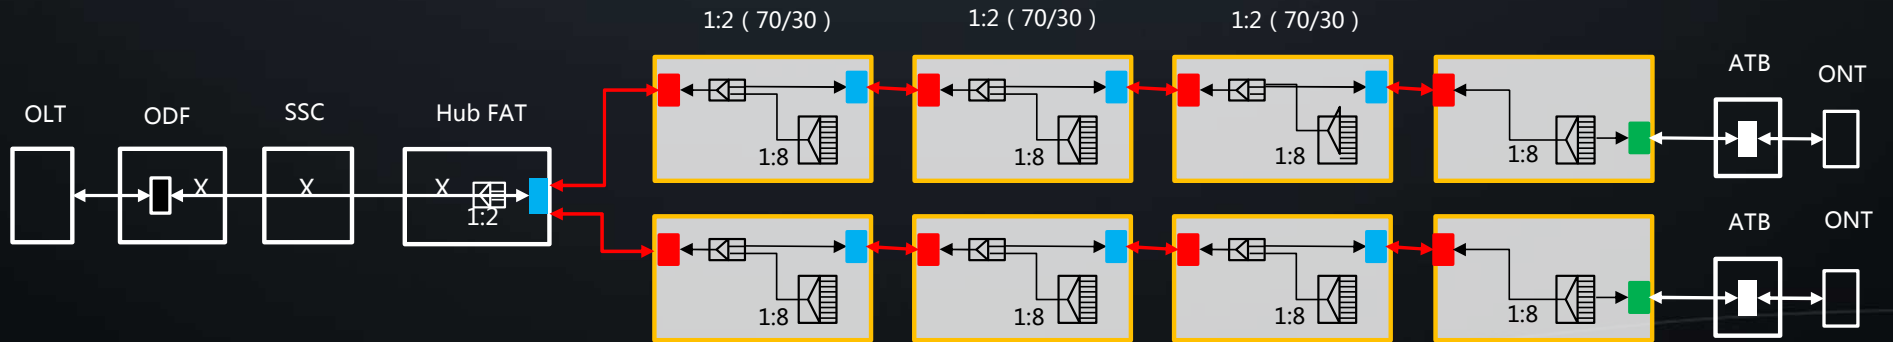 1:2 ( 70/30 )
1:2 ( 70/30 )
1:2 ( 70/30 )
OLT
ODF
SSC
Hub FAT
ATB
ONT
X
X
X
1:2
1:8
1:8
1:8
1:8
ATB
ONT
1:8
1:8
1:8
1:8